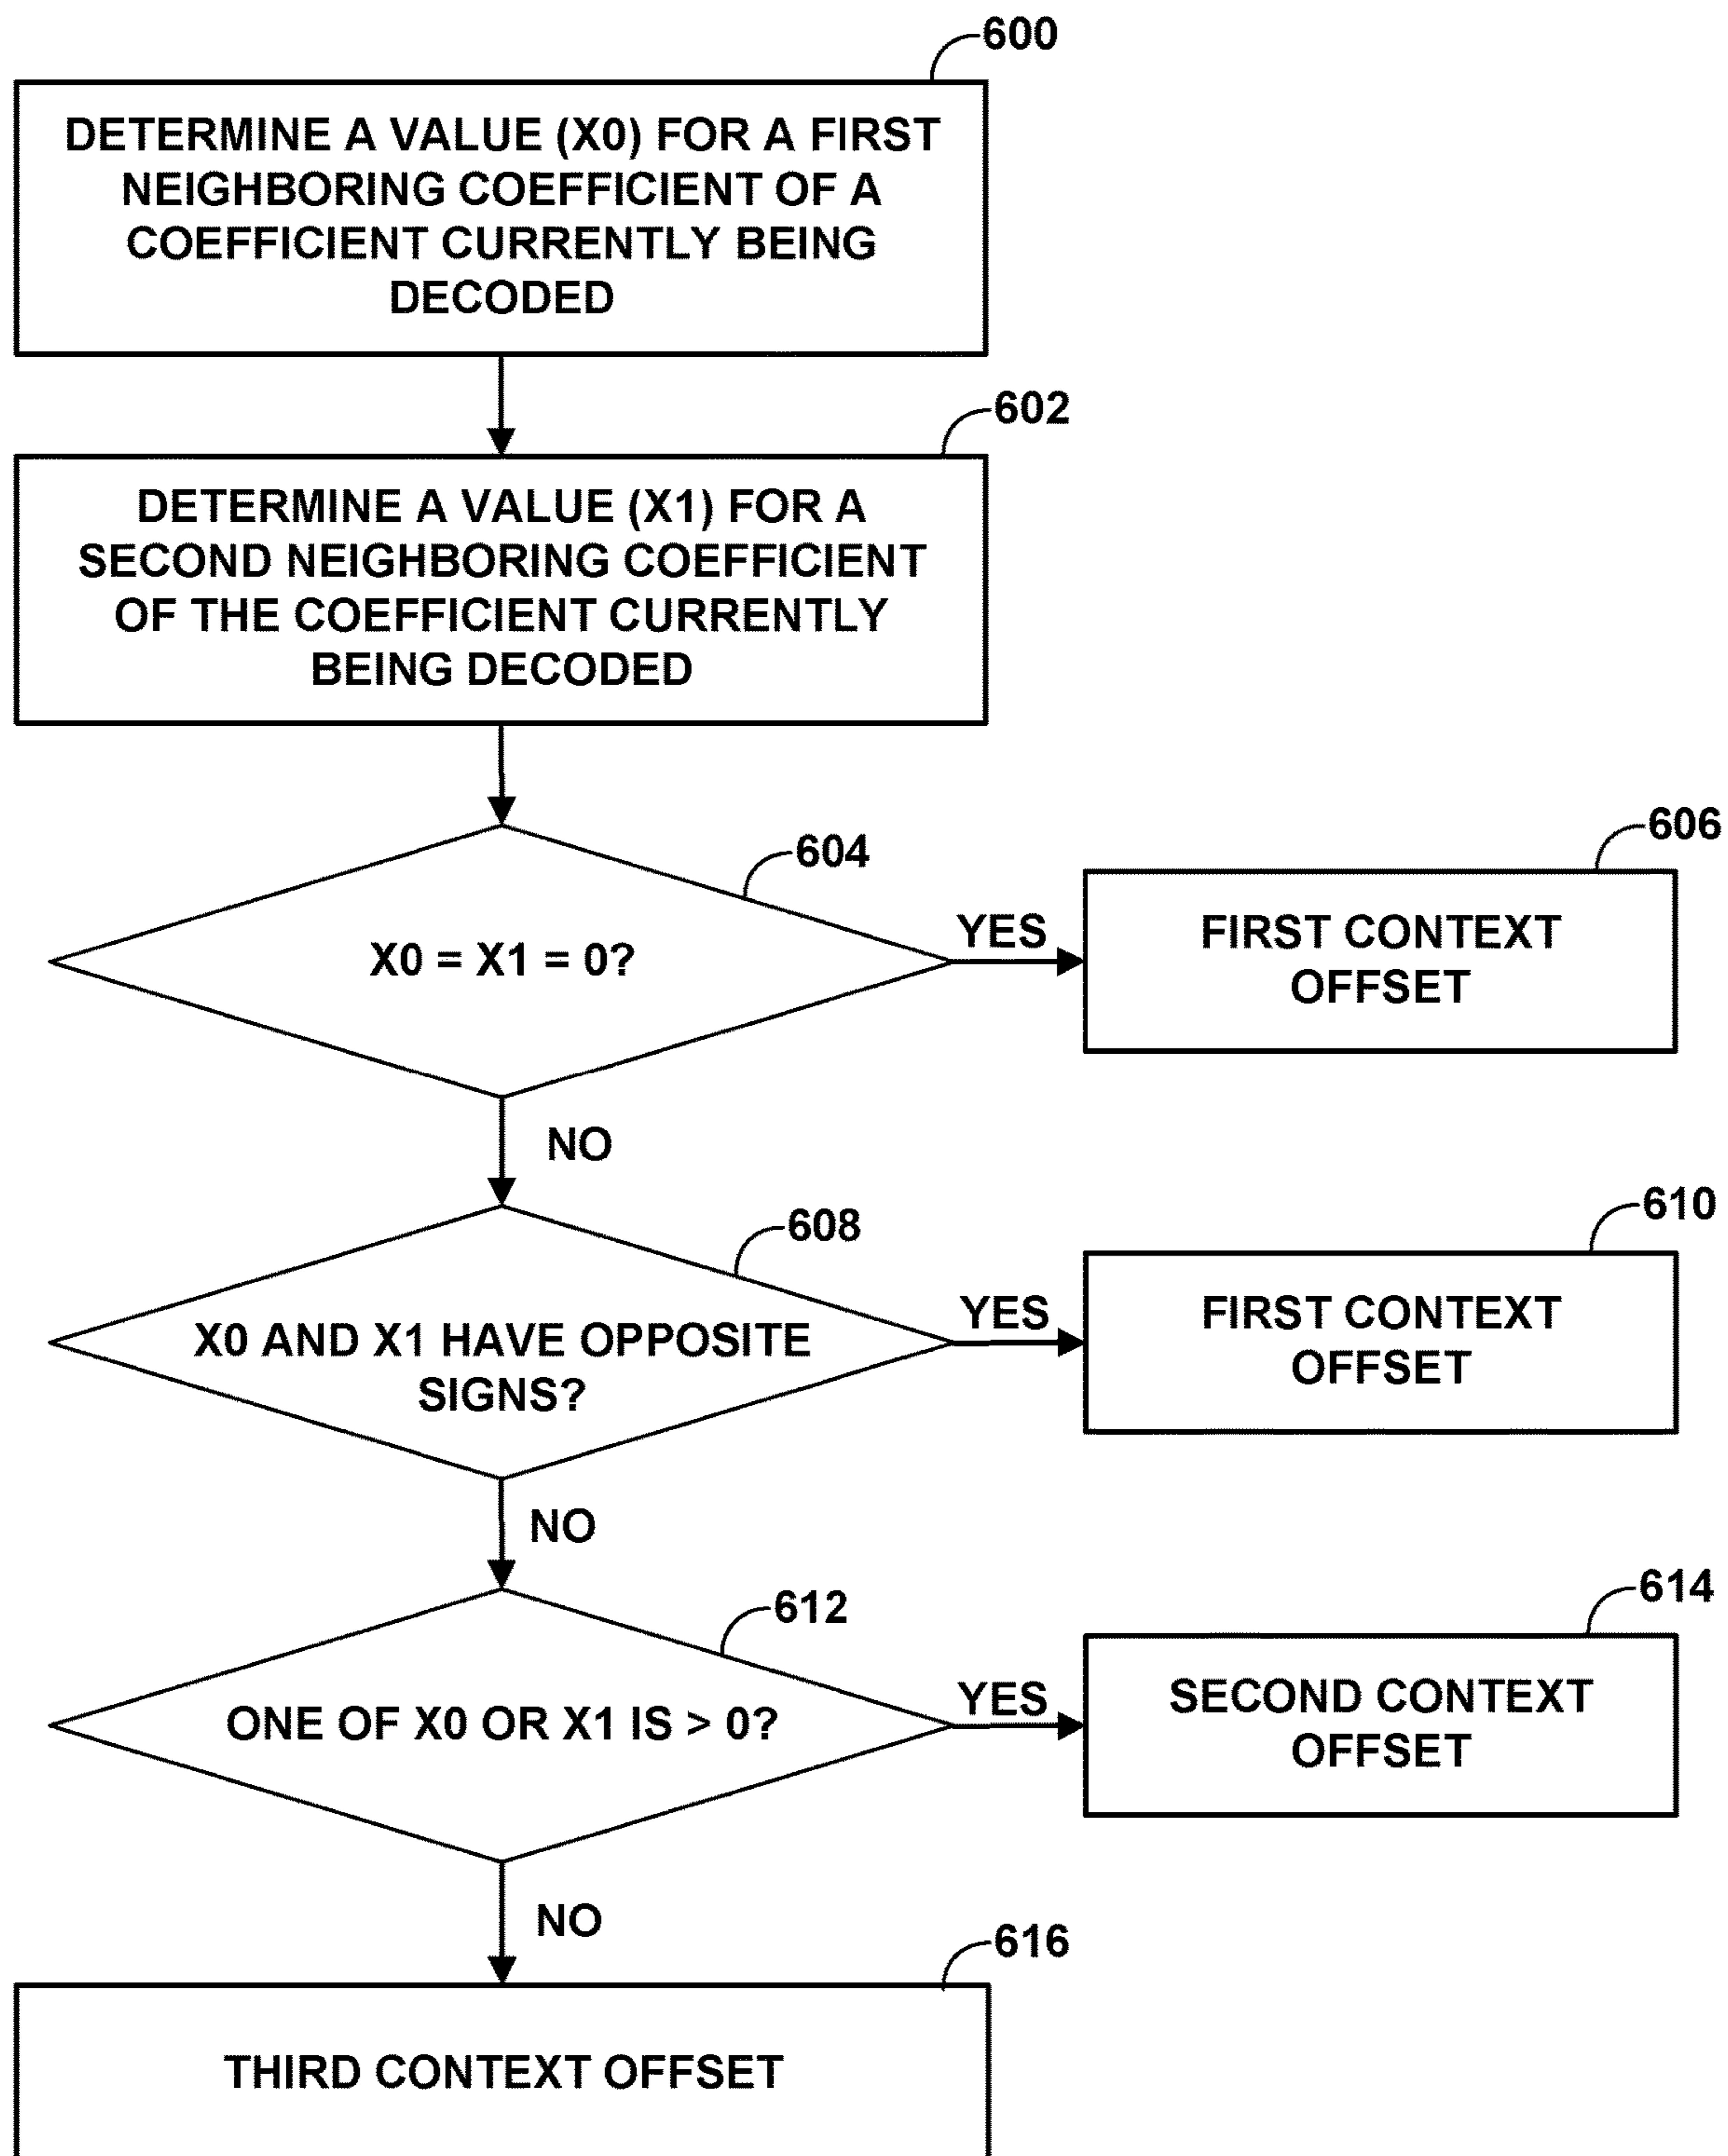 600
DETERMINE A VALUE (X0) FOR A FIRST
NEIGHBORING COEFFICIENT OF A
COEFFICIENT CURRENTLY BEING
DECODED
602
DETERMINE A VALUE (X1) FOR A
SECOND NEIGHBORING COEFFICIENT
OF THE COEFFICIENT CURRENTLY
BEING DECODED
604
X0 = X1 = 0?
YES
606
FIRST CONTEXT
OFFSET
NO
608
X0 AND X1 HAVE OPPOSITE
SIGNS?
YES
610
FIRST CONTEXT
OFFSET
NO
612
ONE OF X0 OR X1 IS > 0?
YES
614
SECOND CONTEXT
OFFSET
NO
616
THIRD CONTEXT OFFSET